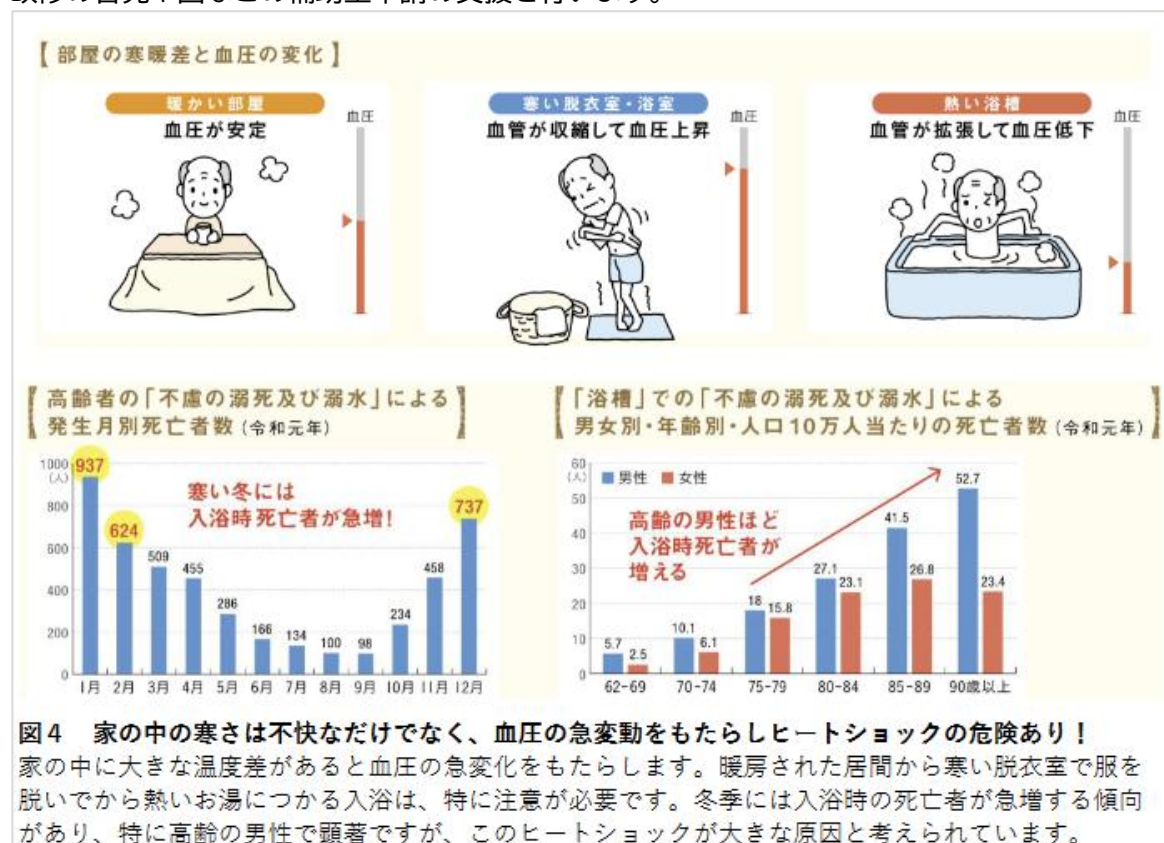 【部屋の寒暖差と血圧の変化】
暖かい部屋
血圧が安定
血圧
寒い脱衣室・浴室
血管が収縮して血圧上昇
血圧
熱い浴槽
血管が拡張して血圧低下
血圧
【高齢者の「不慮の溺死及び溺水」による
発生月別死亡者数(令和元年)】
1000
(人)
800
600
400
200
0
寒い冬には
入浴時死亡者が急増!
937
624
509
455
286
166
134
100
98
234
458
737
1月 2月 3月 4月 5月 6月 7月 8月 9月 10月 11月 12月
【「浴槽」での「不慮の溺死及び溺水」による
男女別・年齢別・人口10万人当たりの死亡者数(令和元年)】
60
(人)
50
40
30
20
10
0
男性 女性
高齢の男性ほど
入浴時死亡者が
増える
5.7 2.5
10.1 6.1
18 15.8
27.1 23.1
41.5 26.8
52.7 23.4
62-69 70-74 75-79 80-84 85-89 90歳以上
図4 家の中の寒さは不快なだけでなく、血圧の急変動をもたらしヒートショックの危険あり！
家の中に大きな温度差があると血圧の急変化をもたらします。暖房された居間から寒い脱衣室で服を
脱いでから熱いお湯につかる入浴は、特に注意が必要です。冬季には入浴時の死亡者が急増する傾向
があり、特に高齢の男性で顕著ですが、このヒートショックが大きな原因と考えられています。